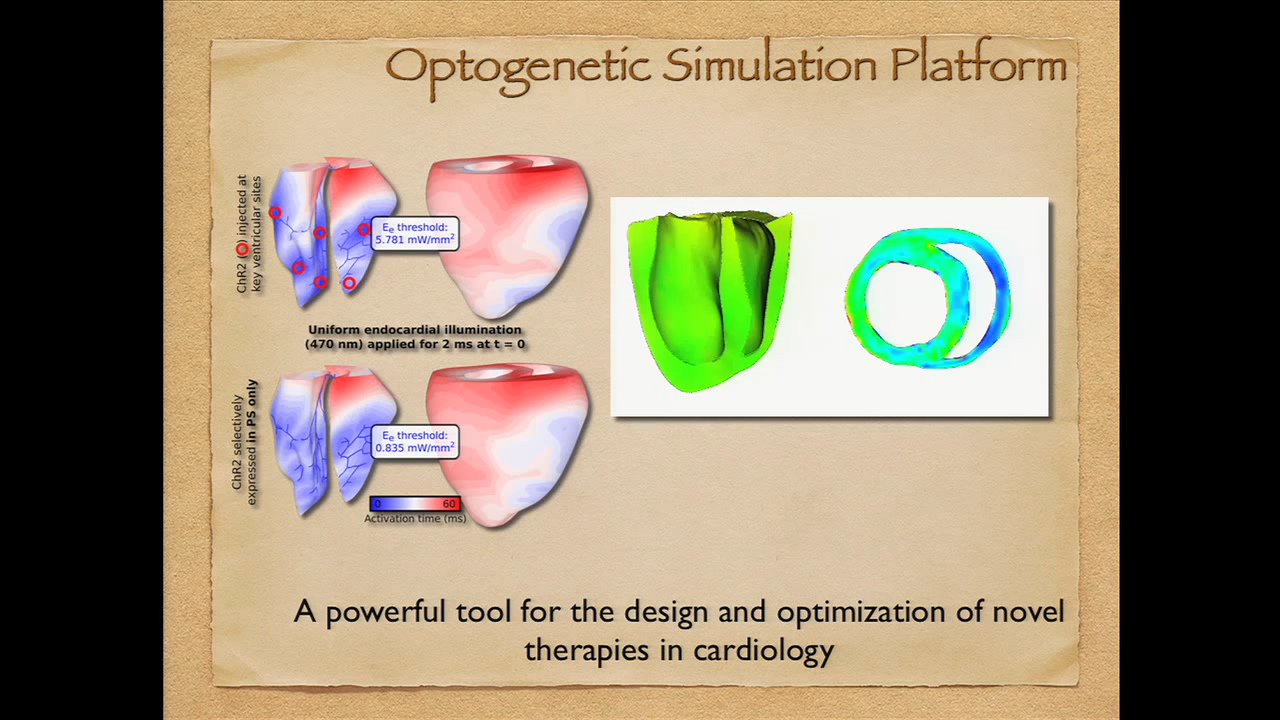 Optogenetic Simulation Platform
ChR2 (O) injected at
key ventricular sites
Ee threshold:
5.781 mW/mm²
Uniform endocardial illumination
(470 nm) applied for 2 ms at t = 0
ChR2 selectively
expressed in PS only
Ee threshold:
0.835 mW/mm²
0 60
Activation time (ms)
A powerful tool for the design and optimization of novel
therapies in cardiology